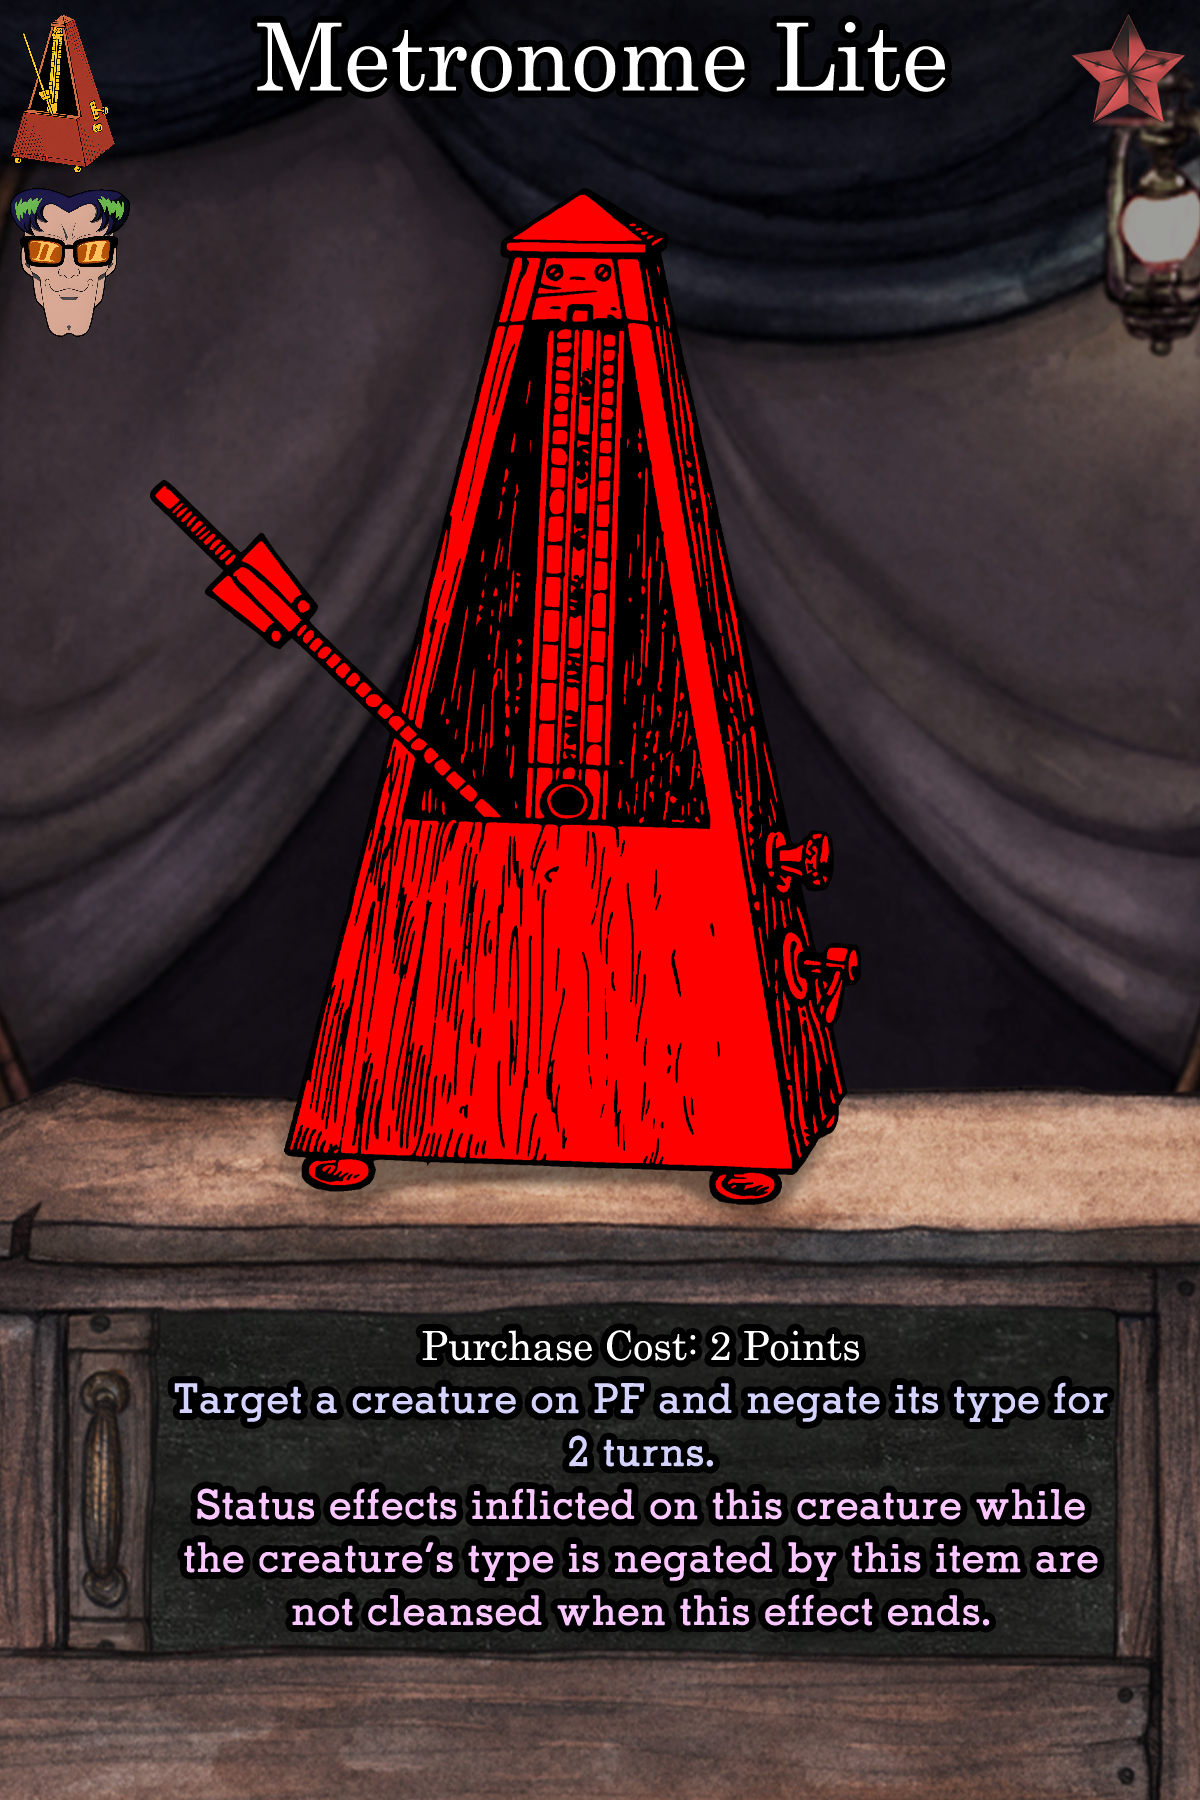 Metronome Lite
Purchase Cost: 2 Points
Target a creature on PF and negate its type for
2 turns.
Status effects inflicted on this creature while
the creature's type is negated by this item are
not cleansed when this effect ends.